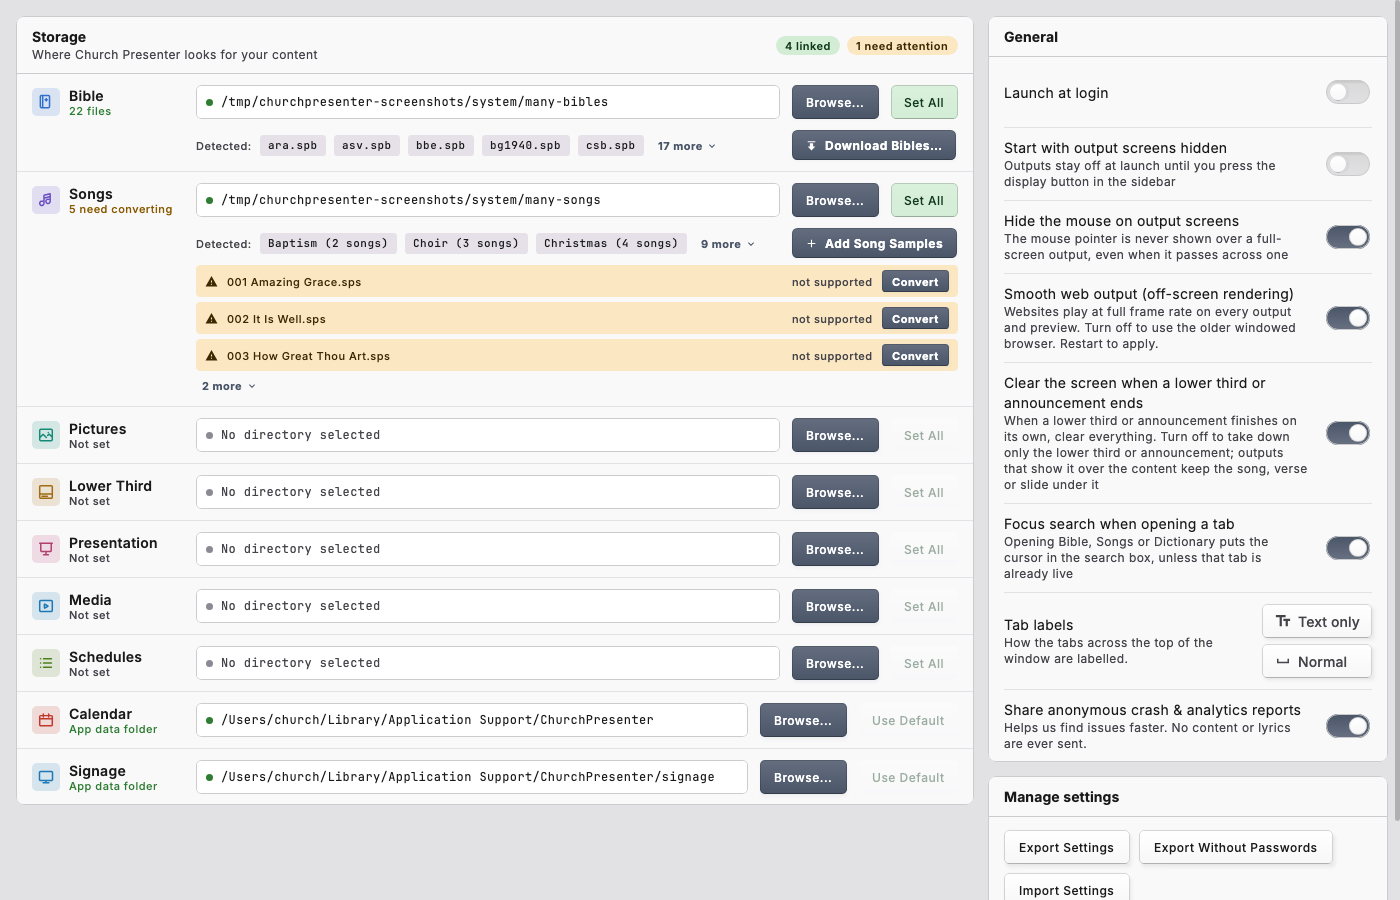 Storage
Where Church Presenter looks for your content
4 linked
1 need attention
Bible
22 files
/tmp/churchpresenter-screenshots/system/many-bibles
Browse...
Set All
Detected:
ara.spb
asv.spb
bbe.spb
bg1940.spb
csb.spb
17 more
Download Bibles...
Songs
5 need converting
/tmp/churchpresenter-screenshots/system/many-songs
Browse...
Set All
Detected:
Baptism (2 songs)
Choir (3 songs)
Christmas (4 songs)
9 more
Add Song Samples
001 Amazing Grace.sps
not supported
Convert
002 It Is Well.sps
not supported
Convert
003 How Great Thou Art.sps
not supported
Convert
2 more
Pictures
Not set
No directory selected
Browse...
Set All
Lower Third
Not set
No directory selected
Browse...
Set All
Presentation
Not set
No directory selected
Browse...
Set All
Media
Not set
No directory selected
Browse...
Set All
Schedules
Not set
No directory selected
Browse...
Set All
Calendar
App data folder
/Users/church/Library/Application Support/ChurchPresenter
Browse...
Use Default
Signage
App data folder
/Users/church/Library/Application Support/ChurchPresenter/signage
Browse...
Use Default
General
Launch at login
Start with output screens hidden
Outputs stay off at launch until you press the
display button in the sidebar
Hide the mouse on output screens
The mouse pointer is never shown over a full-
screen output, even when it passes across one
Smooth web output (off-screen rendering)
Websites play at full frame rate on every output
and preview. Turn off to use the older windowed
browser. Restart to apply.
Clear the screen when a lower third or
announcement ends
When a lower third or announcement finishes on
its own, clear everything. Turn off to take down
only the lower third or announcement; outputs
that show it over the content keep the song, verse
or slide under it
Focus search when opening a tab
Opening Bible, Songs or Dictionary puts the
cursor in the search box, unless that tab is
already live
Tab labels
How the tabs across the top of the
window are labelled.
Text only
Normal
Share anonymous crash & analytics reports
Helps us find issues faster. No content or lyrics
are ever sent.
Manage settings
Export Settings
Export Without Passwords
Import Settings